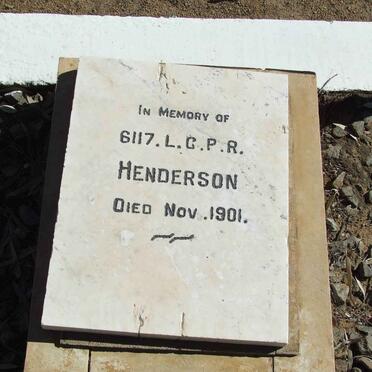 In Memory of
6117. L. C. P. R.
Henderson
Died Nov. 1901.